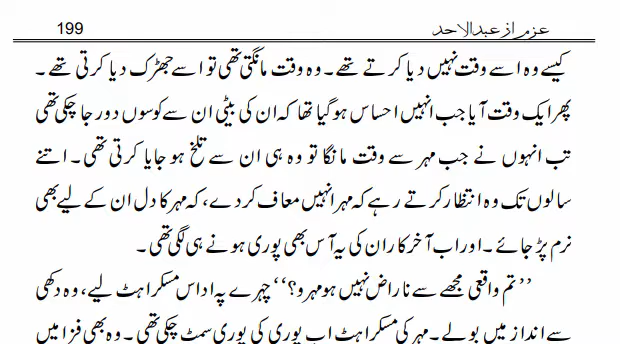 عزم از عبدالاحد 199
کیسے وہ اسے وقت نہیں دیا کرتے تھے۔ وہ وقت مانگتی تھی تو اسے جھڑک دیا کرتی تھے۔
پھر ایک وقت آیا جب انہیں احساس ہو گیا تھا کہ ان کی بیٹی ان سے کوسوں دور جا چکی تھی
تب انہوں نے جب مہر سے وقت مانگا تو وہ ہی ان سے تلخ ہو جایا کرتی تھی۔ اتنے
سالوں تک وہ انتظار کرتے رہے کہ مہر انہیں معاف کر دے، کہ مہر کا دل ان کے لیے بھی
نرم پڑ جائے۔ اور اب آخر کار ان کی یہ آس بھی پوری ہونے ہی لگی تھی۔
’’تم واقعی مجھے سے ناراض نہیں ہو مہرو؟‘‘ چہرے پہ اداس مسکراہٹ لیے، وہ دکھی
سے انداز میں بولے۔ مہر کی مسکراہٹ اب پوری کی پوری سمٹ چکی تھی۔ وہ بھی فزا میں